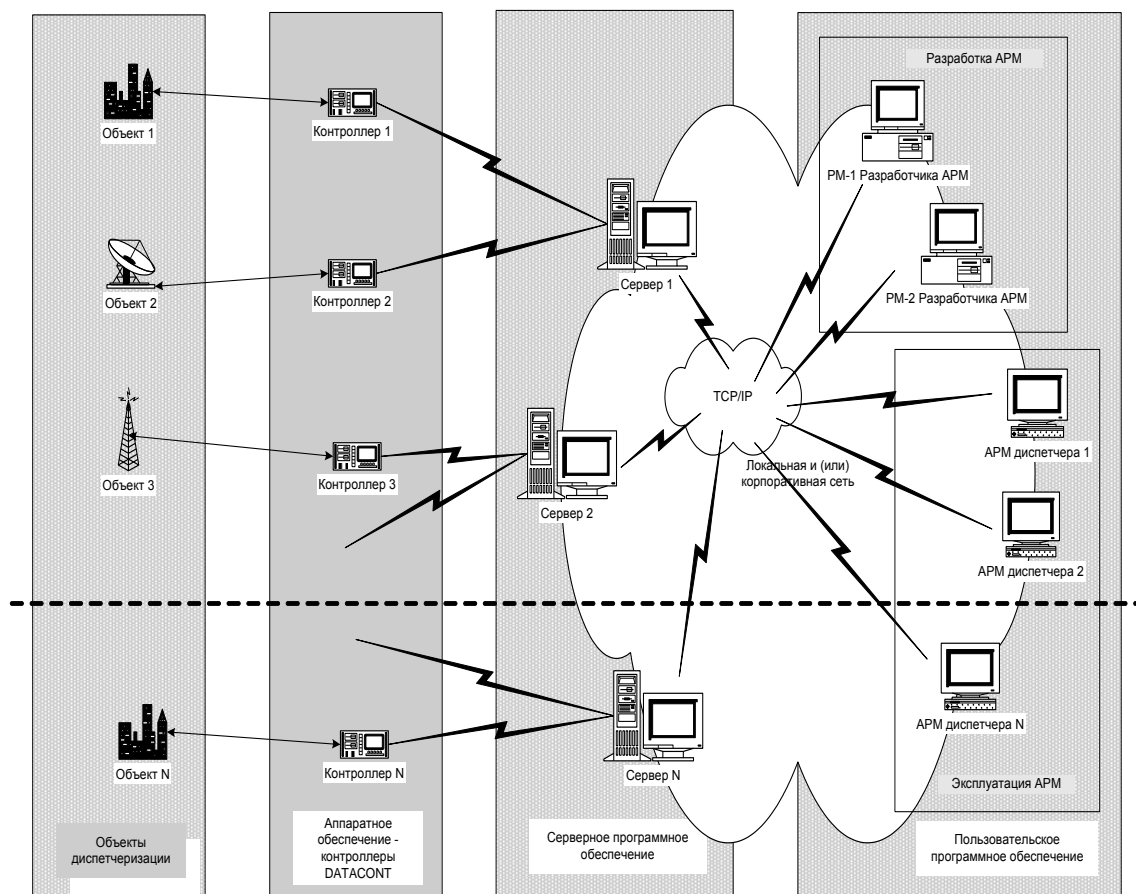 Разработка АРМ
Объект 1
Контроллер 1
РМ-1 Разработчика АРМ
Объект 2
Контроллер 2
Сервер 1
РМ-2 Разработчика АРМ
TCP/IP
Объект 3
Контроллер 3
Сервер 2
Локальная и (или)
корпоративная сеть
АРМ диспетчера 1
АРМ диспетчера 2
Объект N
Контроллер N
Сервер N
АРМ диспетчера N
Эксплуатация АРМ
Объекты
диспетчеризации
Аппаратное
обеспечение -
контроллеры
DATACONT
Серверное программное
обеспечение
Пользовательское
программное обеспечение